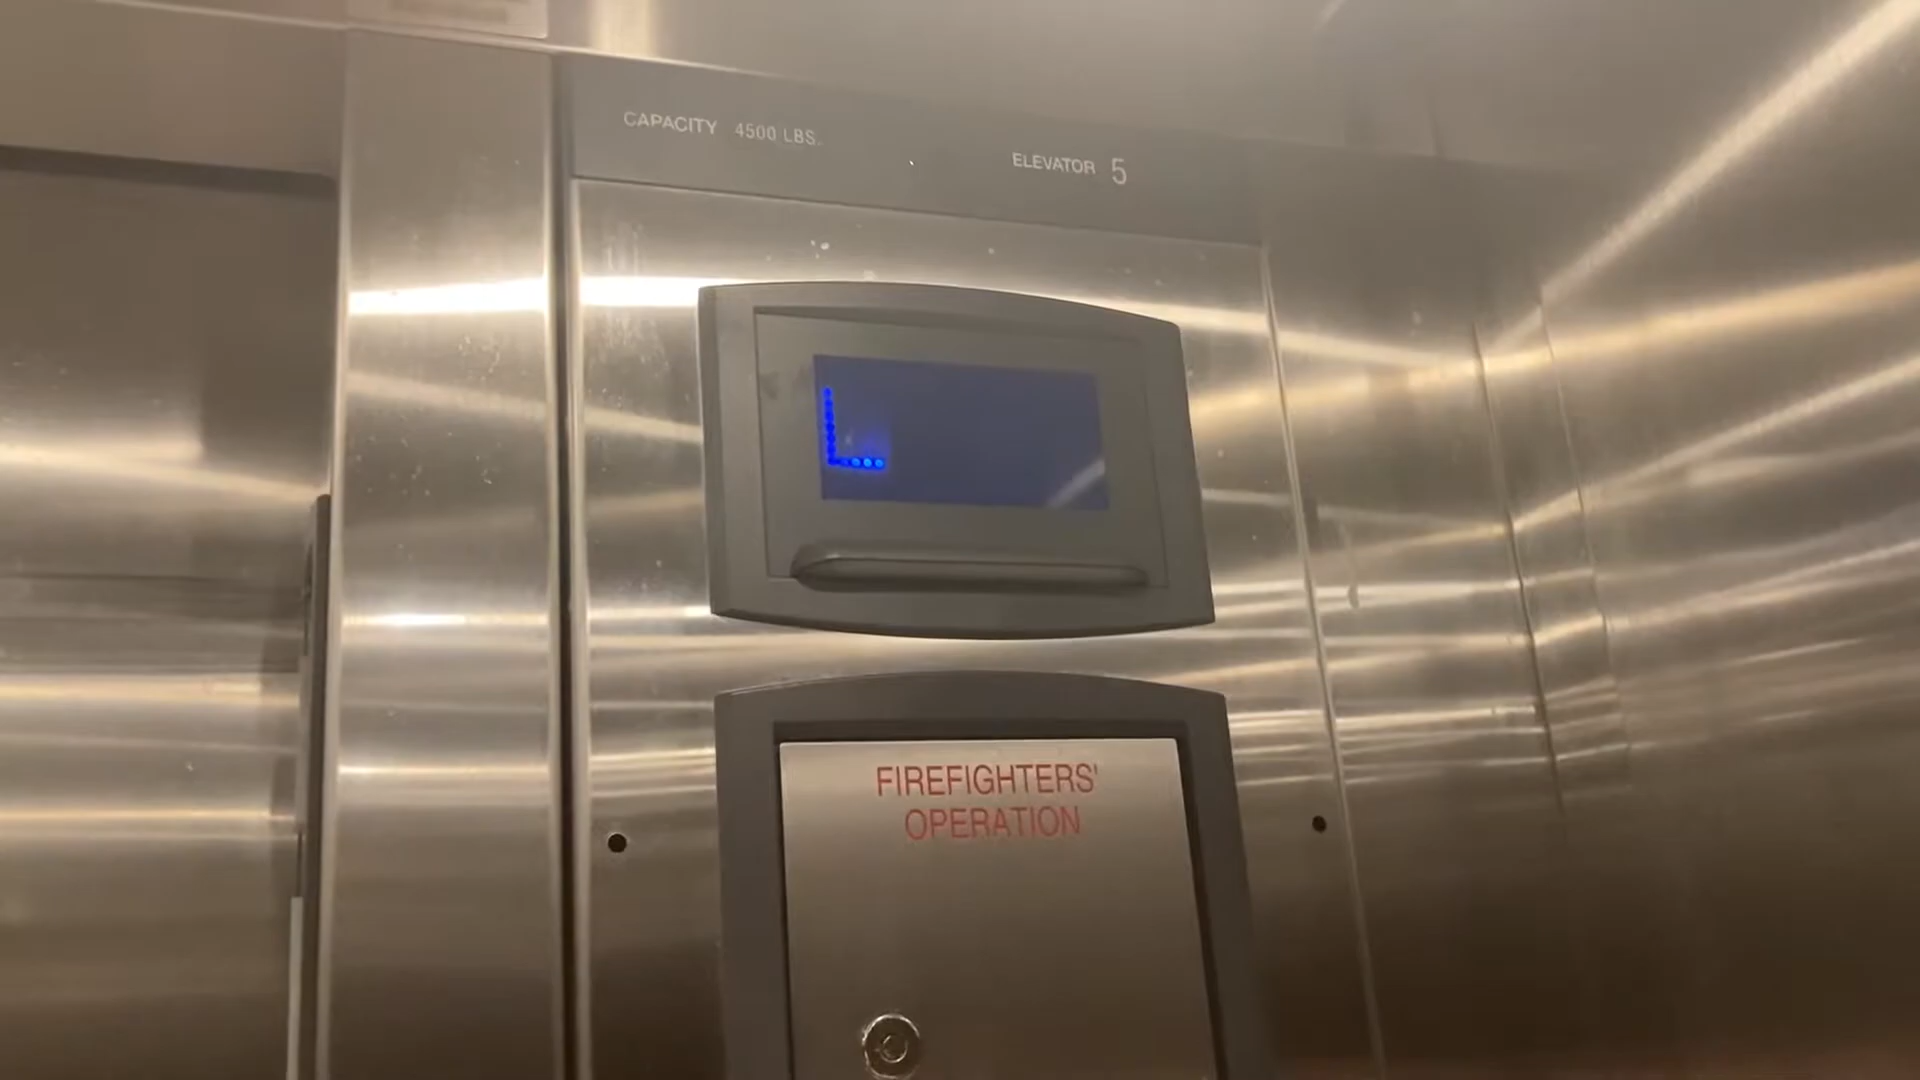 CAPACITY 4500 LBS.
ELEVATOR 5
L
FIREFIGHTERS'
OPERATION